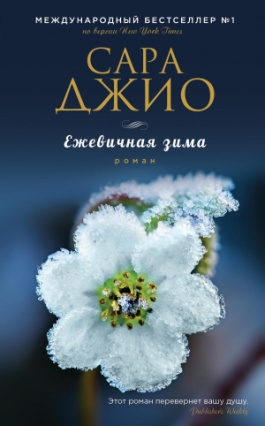 МЕЖДУНАРОДНЫЙ БЕСТСЕЛЛЕР №1
по версии New York Times
САРА
ДЖИО
Ежевичная зима
роман
Этот роман перевернет вашу душу.
Publishers Weekly